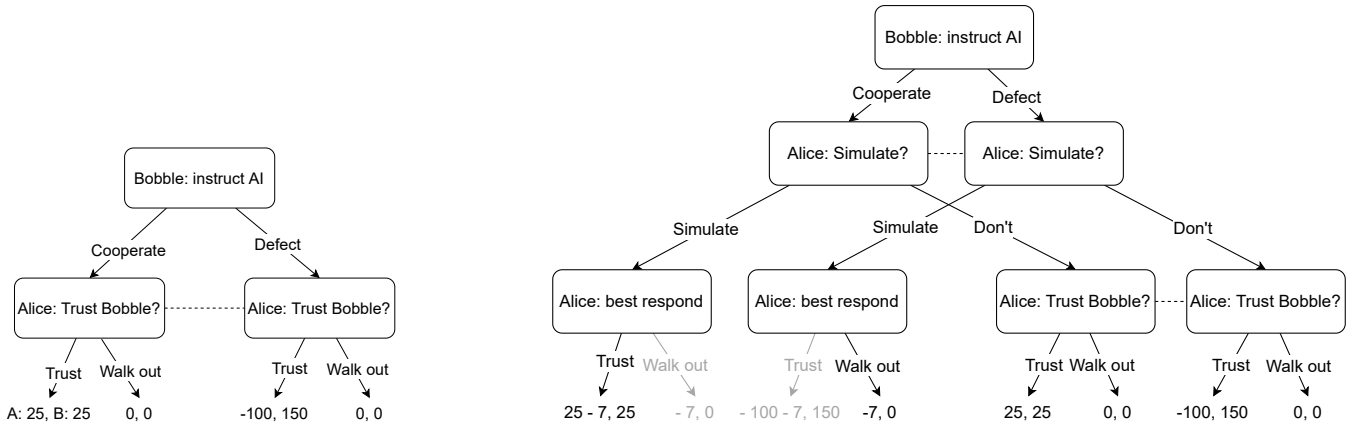 Bobble: instruct AI
Cooperate
Defect
Alice: Trust Bobble?
Alice: Trust Bobble?
Trust
Walk out
Trust
Walk out
A: 25, B: 25
0, 0
-100, 150
0, 0
Bobble: instruct AI
Cooperate
Defect
Alice: Simulate?
Alice: Simulate?
Simulate
Simulate
Don't
Don't
Alice: best respond
Alice: best respond
Alice: Trust Bobble?
Alice: Trust Bobble?
Trust
Walk out
Trust
Walk out
Trust
Walk out
Trust
Walk out
25 - 7, 25
- 7, 0
- 100 - 7, 150
-7, 0
25, 25
0, 0
-100, 150
0, 0